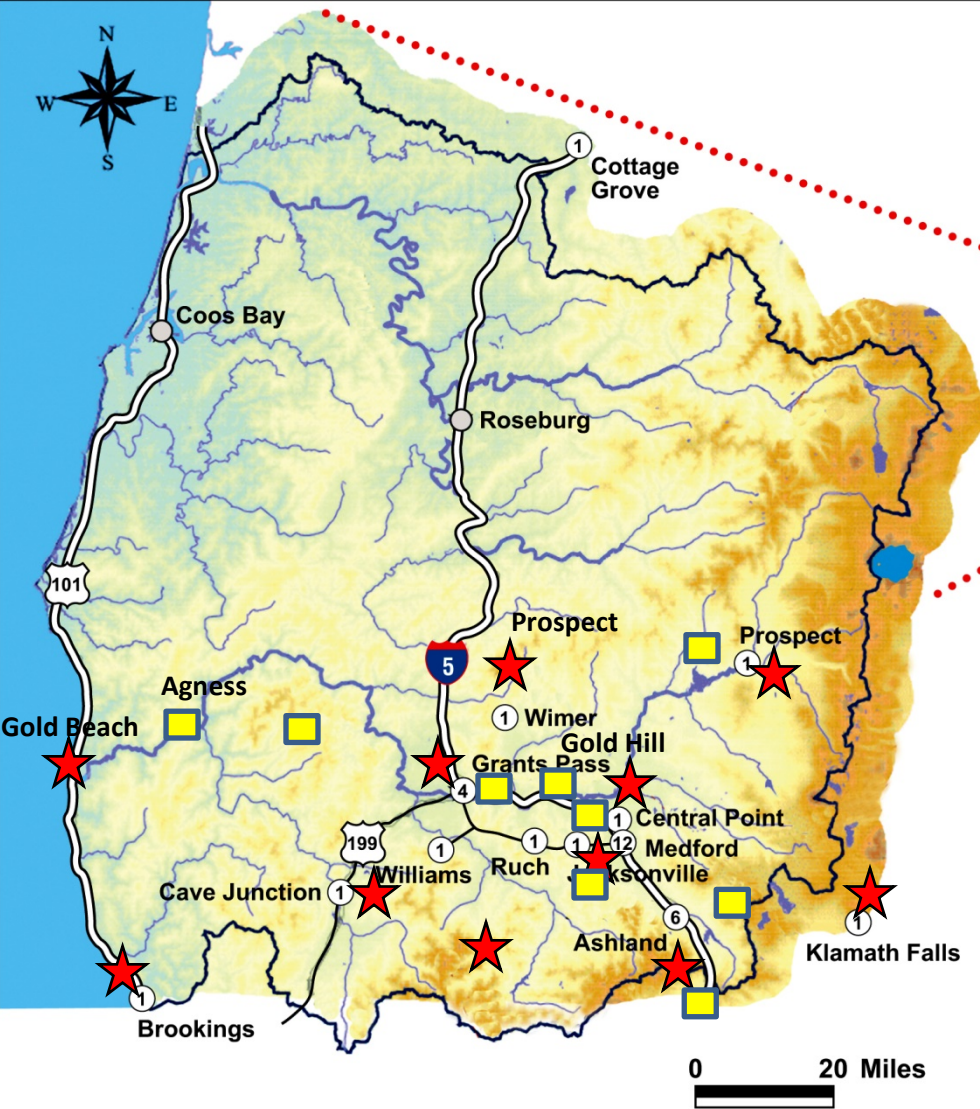 N
W E
S
1
Cottage
Grove
Coos Bay
Roseburg
101
5
Prospect
Prospect
1
Agness
Gold Beach
1 Wimer
Gold Hill
Grants Pass
4
1 Central Point
199
1
1
1
12 Medford
Williams
Ruch
Jacksonville
Cave Junction 1
6
Ashland
1
Klamath Falls
1
Brookings
0 20 Miles